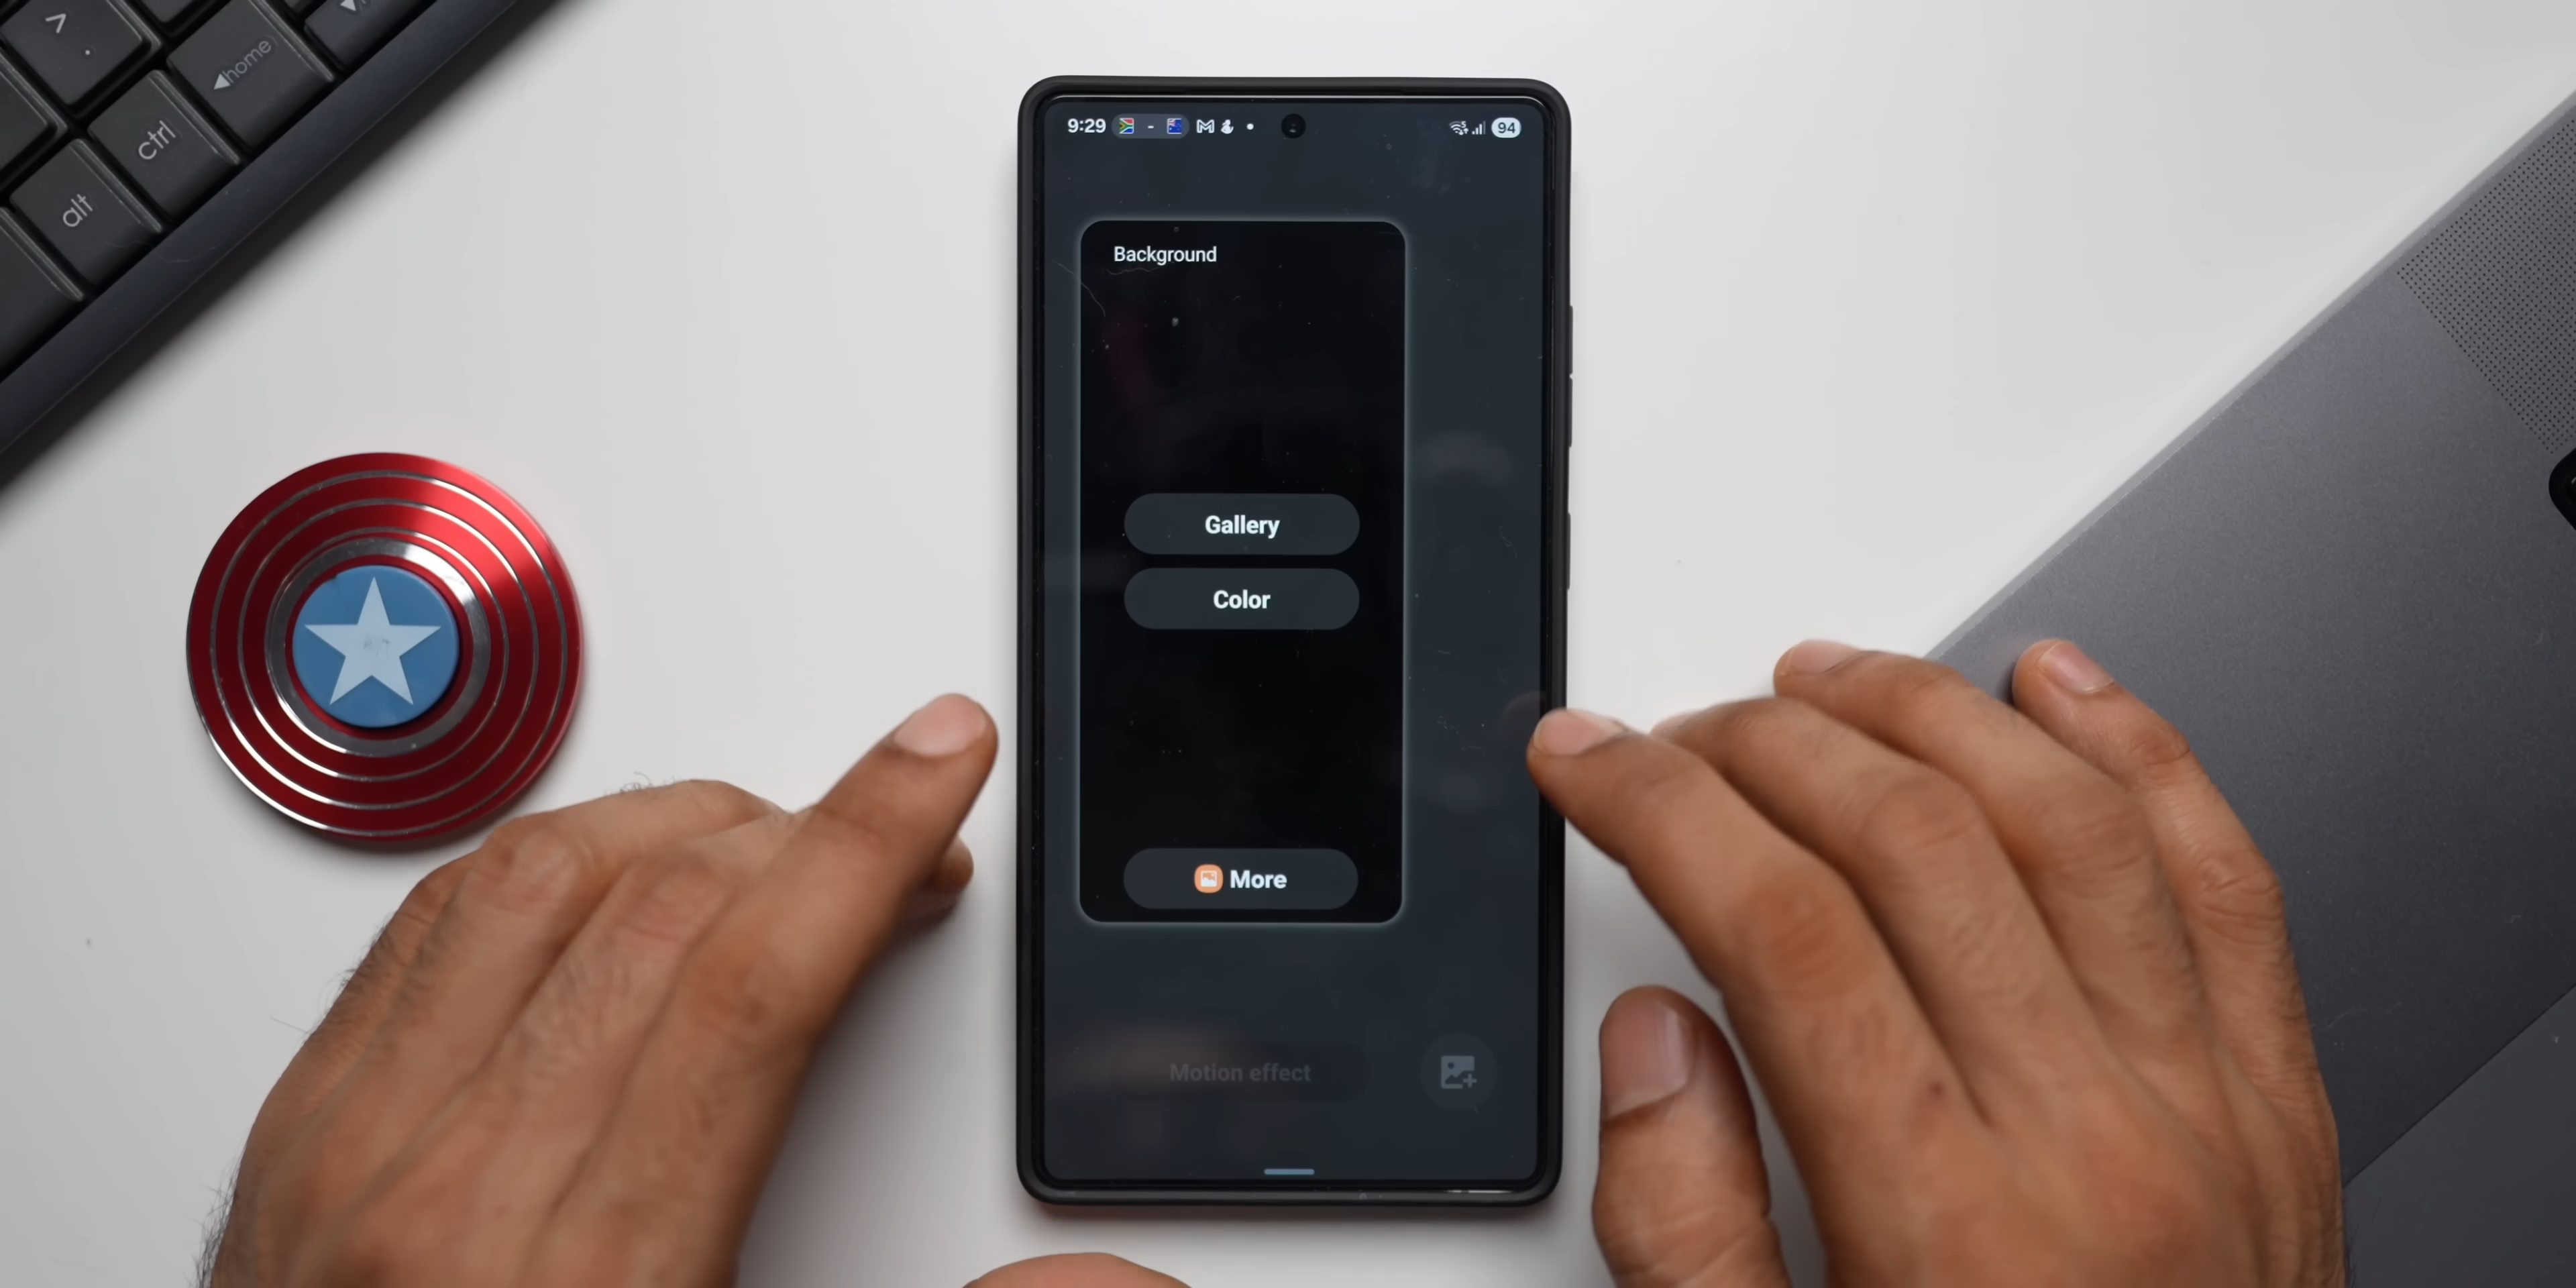 home
ctrl
alt
9:29 - 94
Background
Gallery
Color
More
Motion effect